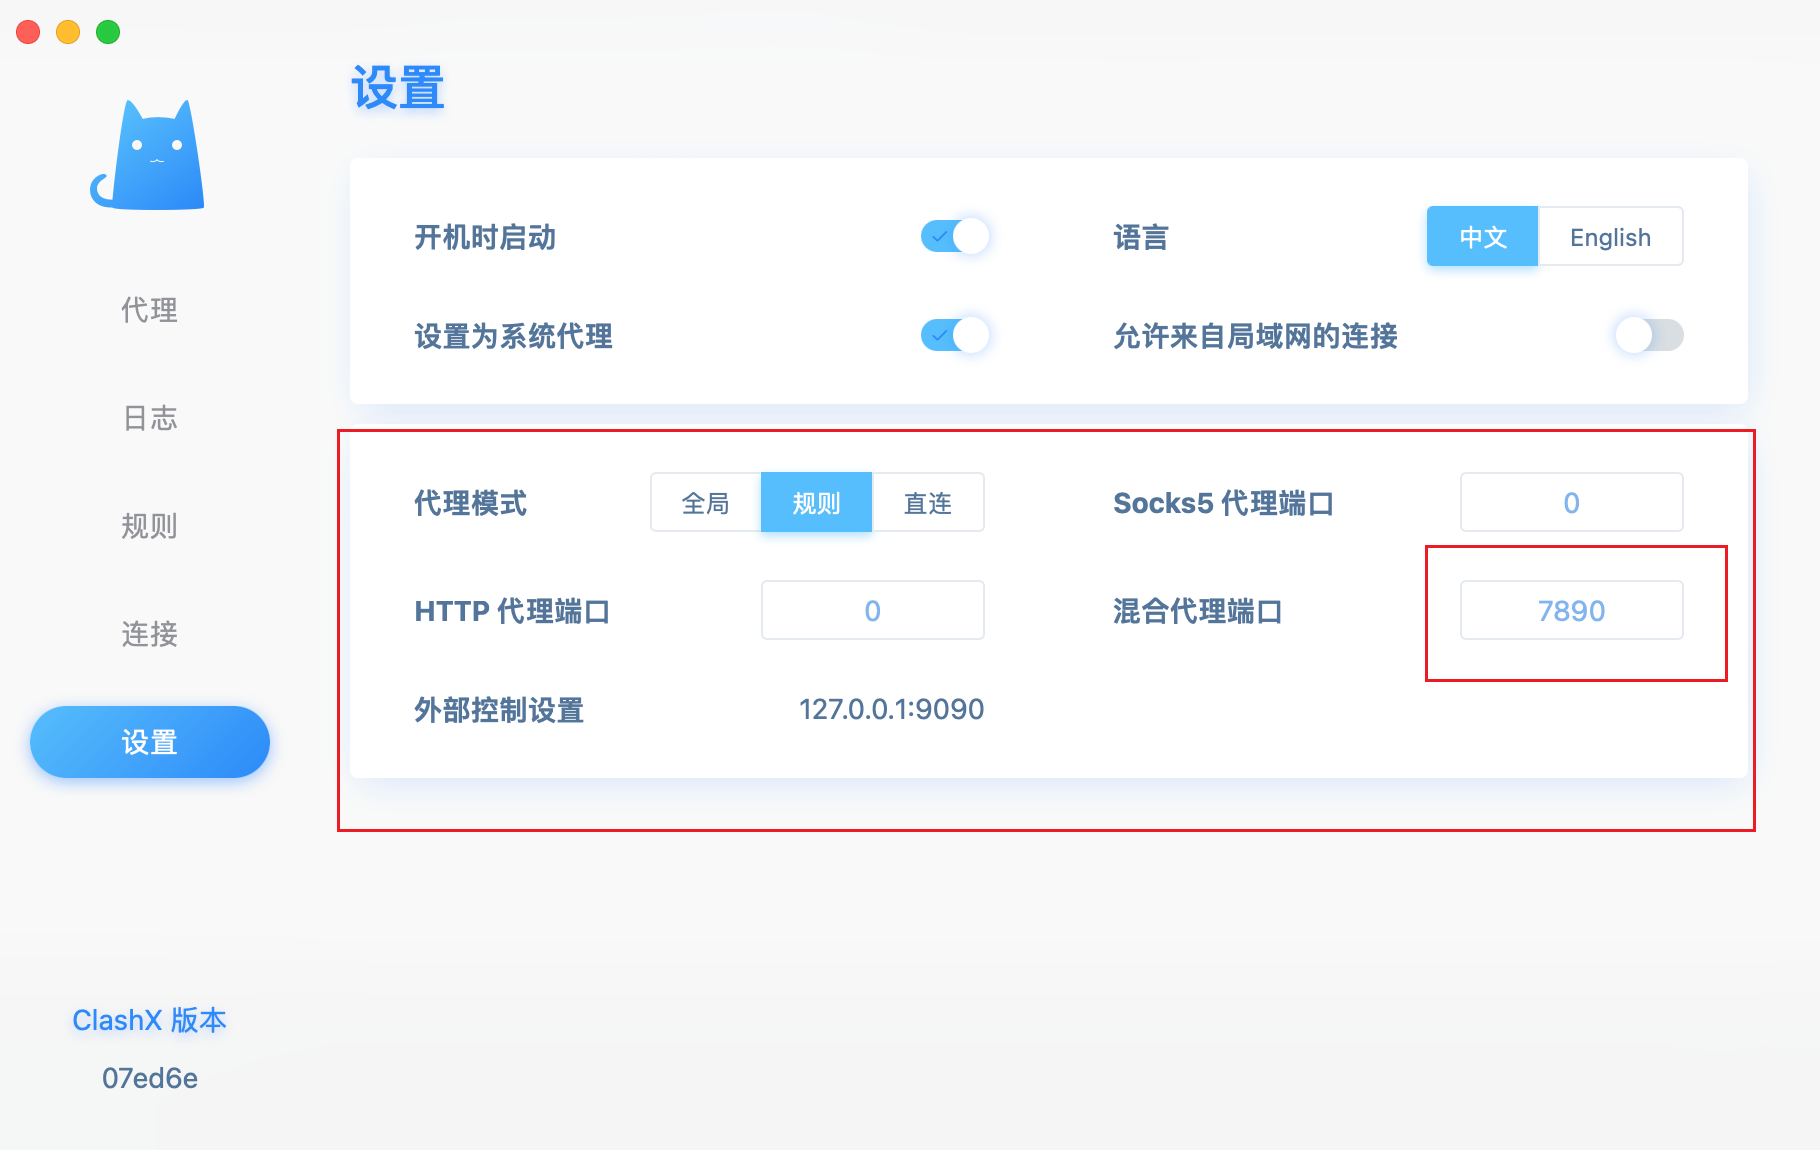 设置
代理
日志
规则
连接
设置
ClashX 版本
07ed6e
开机时启动
语言
中文 English
设置为系统代理
允许来自局域网的连接
代理模式
全局 规则 直连
Socks5 代理端口
0
HTTP 代理端口
0
混合代理端口
7890
外部控制设置
127.0.0.1:9090